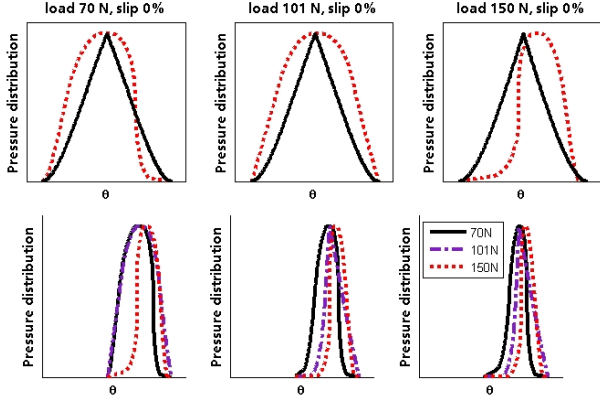 load 70 N, slip 0%
load 101 N, slip 0%
load 150 N, slip 0%
Pressure distribution
Pressure distribution
Pressure distribution
θ
θ
θ
Pressure distribution
Pressure distribution
Pressure distribution
70N
101N
150N
θ
θ
θ